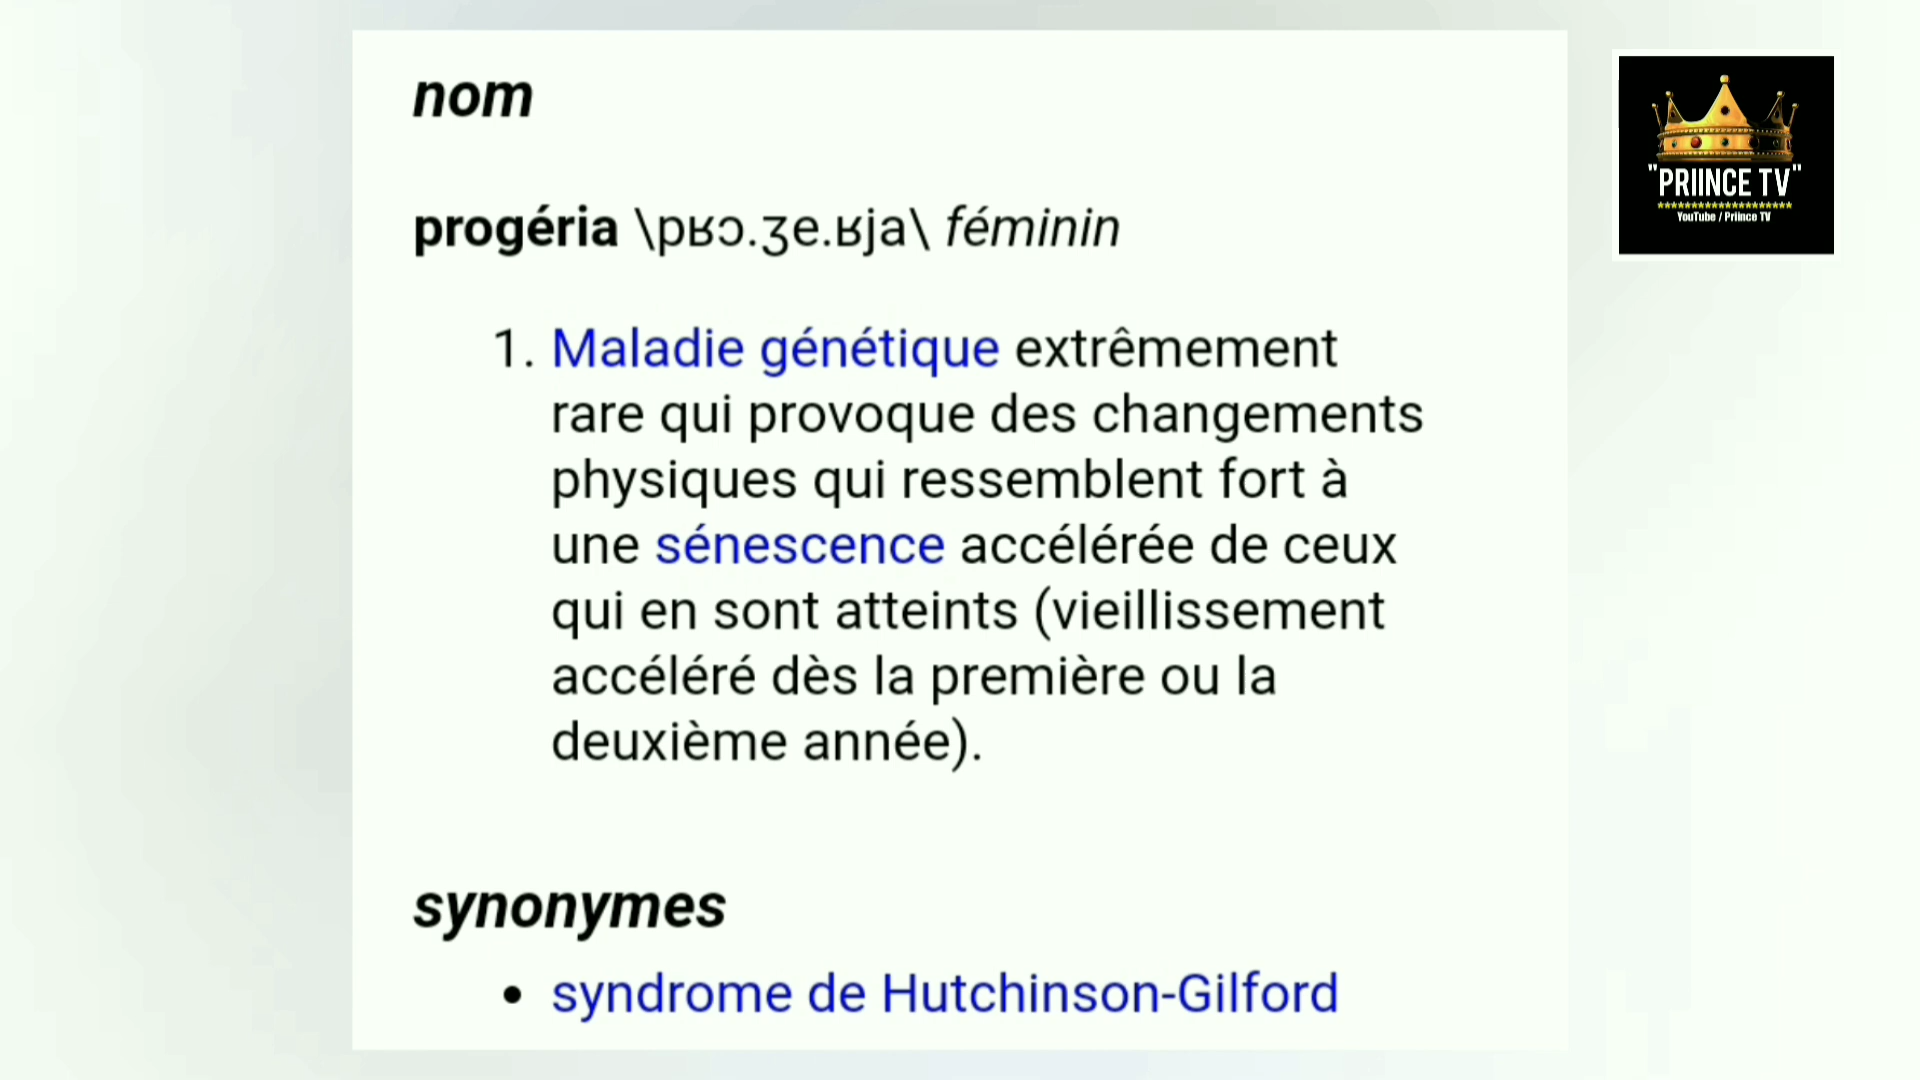 nom
progéria \pʁɔ.ʒe.ʁja\ féminin
1. Maladie génétique extrêmement
rare qui provoque des changements
physiques qui ressemblent fort à
une sénescence accélérée de ceux
qui en sont atteints (vieillissement
accéléré dès la première ou la
deuxième année).
synonymes
• syndrome de Hutchinson-Gilford
"PRIINCE TV"
YouTube / Priince TV